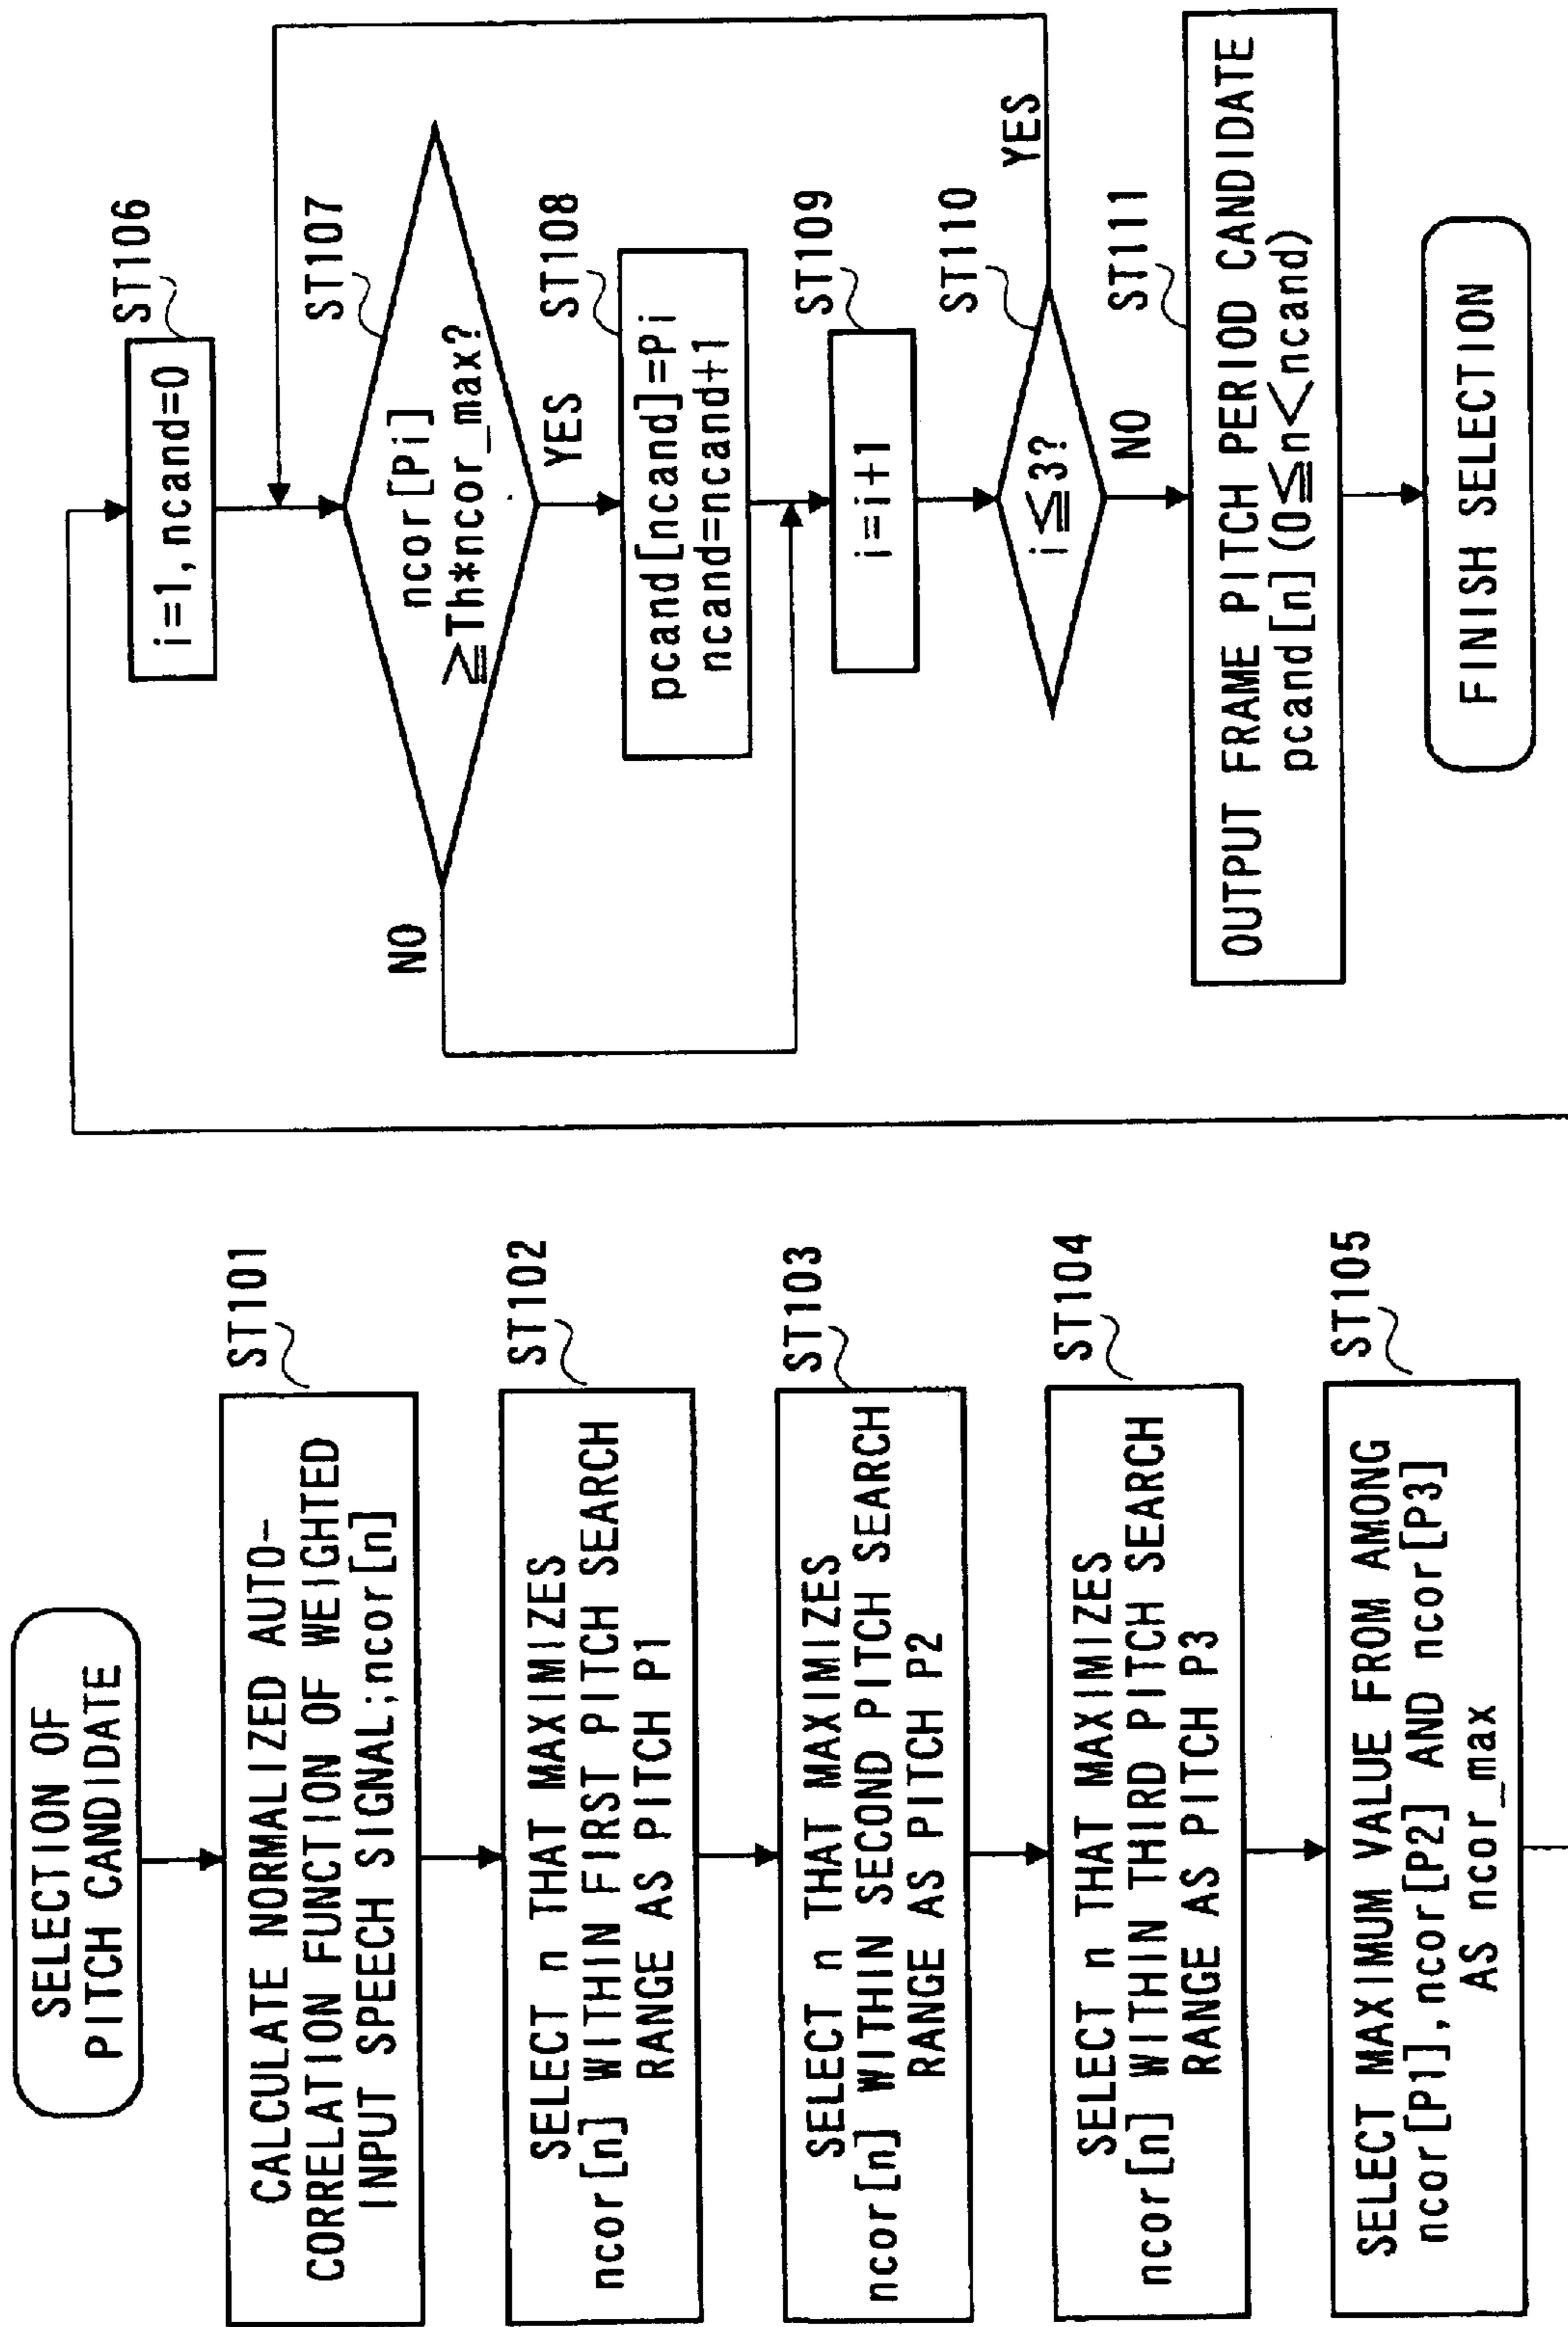 SELECTION OF
PITCH CANDIDATE
ST101
CALCULATE NORMALIZED AUTO-
CORRELATION FUNCTION OF WEIGHTED
INPUT SPEECH SIGNAL;ncor[n]
ST102
SELECT n THAT MAXIMIZES
ncor[n] WITHIN FIRST PITCH SEARCH
RANGE AS PITCH P1
ST103
SELECT n THAT MAXIMIZES
ncor[n] WITHIN SECOND PITCH SEARCH
RANGE AS PITCH P2
ST104
SELECT n THAT MAXIMIZES
ncor[n] WITHIN THIRD PITCH SEARCH
RANGE AS PITCH P3
ST105
SELECT MAXIMUM VALUE FROM AMONG
ncor[P1],ncor[P2] AND ncor[P3]
AS ncor_max
ST106
i=1,ncand=0
ST107
ncor[Pi]
≧Th*ncor_max?
NO
YES
ST108
pcand[ncand]=Pi
ncand=ncand+1
ST109
i=i+1
ST110
i≦3?
YES
NO
ST111
OUTPUT FRAME PITCH PERIOD CANDIDATE
pcand[n](0≦n<ncand)
FINISH SELECTION